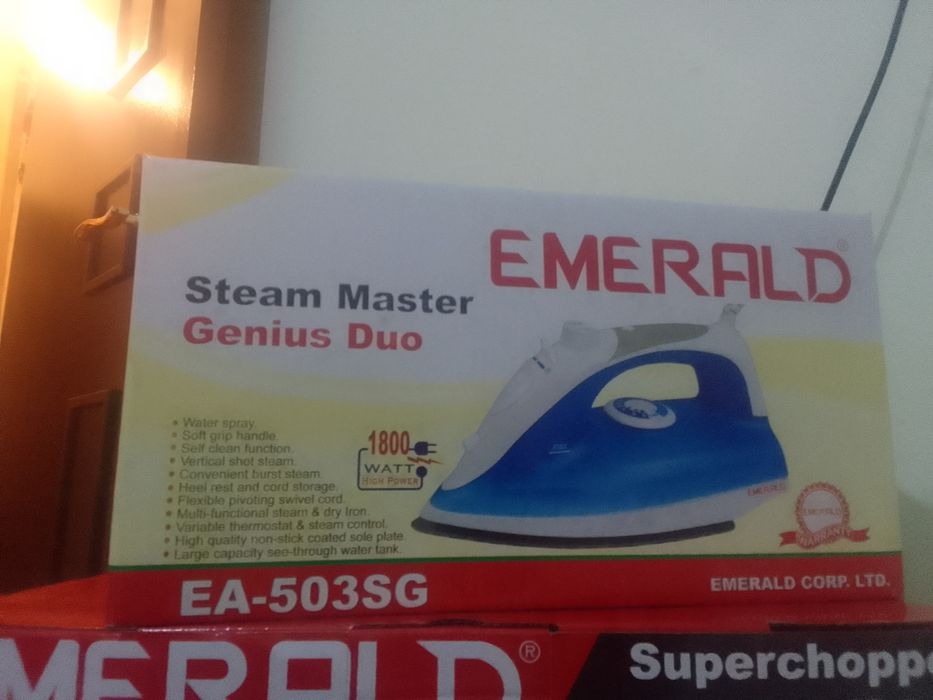 EMERALD®
Steam Master
Genius Duo
• Water spray.
• Soft grip handle.
• Self clean function.
• Vertical shot steam.
• Convenient burst steam.
• Heel rest and cord storage.
• Flexible pivoting swivel cord.
• Multi-functional steam & dry Iron.
• Variable thermostat & steam control.
• High quality non-stick coated sole plate.
• Large capacity see-through water tank.
1800
WATT
HIGH POWER
EMERALD
EMERALD
WARRANTY
EA-503SG
EMERALD CORP. LTD.
MERALD®
Superchoppe